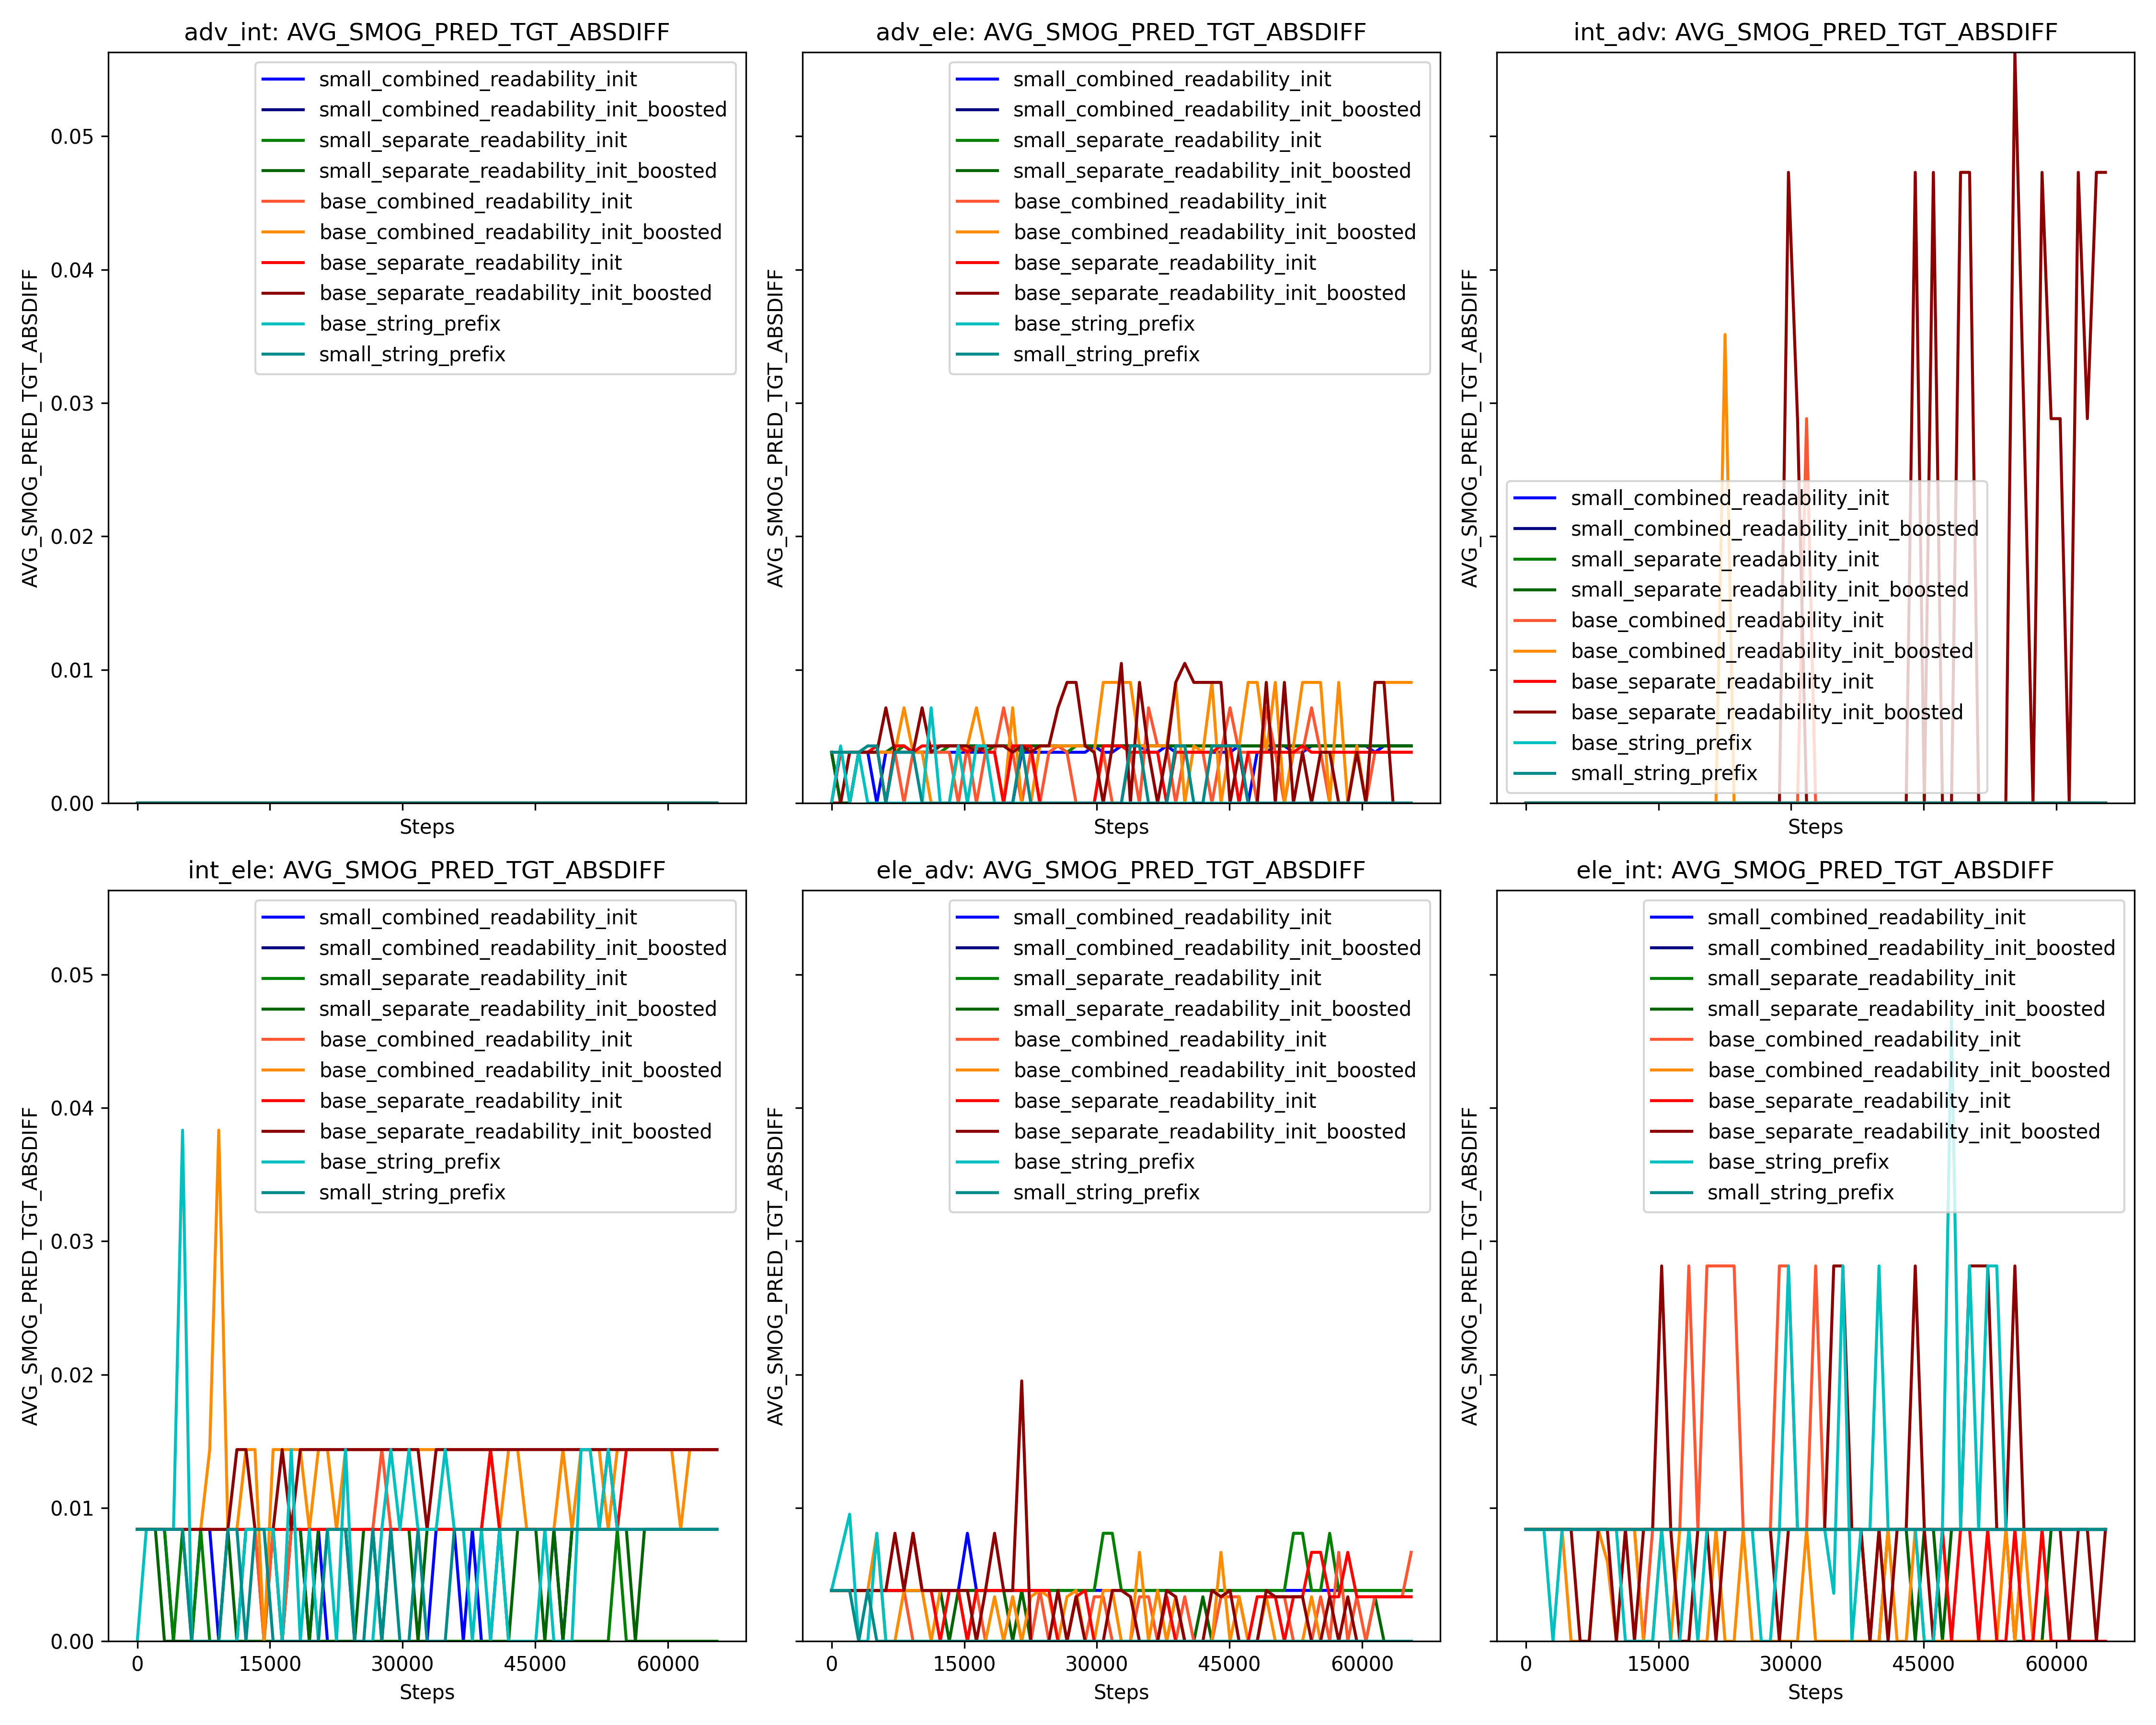 adv_int: AVG_SMOG_PRED_TGT_ABSDIFF
AVG_SMOG_PRED_TGT_ABSDIFF
0.05
0.04
0.03
0.02
0.01
0.00
small_combined_readability_init
small_combined_readability_init_boosted
small_separate_readability_init
small_separate_readability_init_boosted
base_combined_readability_init
base_combined_readability_init_boosted
base_separate_readability_init
base_separate_readability_init_boosted
base_string_prefix
small_string_prefix
Steps
adv_ele: AVG_SMOG_PRED_TGT_ABSDIFF
AVG_SMOG_PRED_TGT_ABSDIFF
small_combined_readability_init
small_combined_readability_init_boosted
small_separate_readability_init
small_separate_readability_init_boosted
base_combined_readability_init
base_combined_readability_init_boosted
base_separate_readability_init
base_separate_readability_init_boosted
base_string_prefix
small_string_prefix
Steps
int_adv: AVG_SMOG_PRED_TGT_ABSDIFF
AVG_SMOG_PRED_TGT_ABSDIFF
small_combined_readability_init
small_combined_readability_init_boosted
small_separate_readability_init
small_separate_readability_init_boosted
base_combined_readability_init
base_combined_readability_init_boosted
base_separate_readability_init
base_separate_readability_init_boosted
base_string_prefix
small_string_prefix
Steps
int_ele: AVG_SMOG_PRED_TGT_ABSDIFF
AVG_SMOG_PRED_TGT_ABSDIFF
0.05
0.04
0.03
0.02
0.01
0.00
small_combined_readability_init
small_combined_readability_init_boosted
small_separate_readability_init
small_separate_readability_init_boosted
base_combined_readability_init
base_combined_readability_init_boosted
base_separate_readability_init
base_separate_readability_init_boosted
base_string_prefix
small_string_prefix
0 15000 30000 45000 60000
Steps
ele_adv: AVG_SMOG_PRED_TGT_ABSDIFF
AVG_SMOG_PRED_TGT_ABSDIFF
small_combined_readability_init
small_combined_readability_init_boosted
small_separate_readability_init
small_separate_readability_init_boosted
base_combined_readability_init
base_combined_readability_init_boosted
base_separate_readability_init
base_separate_readability_init_boosted
base_string_prefix
small_string_prefix
0 15000 30000 45000 60000
Steps
ele_int: AVG_SMOG_PRED_TGT_ABSDIFF
AVG_SMOG_PRED_TGT_ABSDIFF
small_combined_readability_init
small_combined_readability_init_boosted
small_separate_readability_init
small_separate_readability_init_boosted
base_combined_readability_init
base_combined_readability_init_boosted
base_separate_readability_init
base_separate_readability_init_boosted
base_string_prefix
small_string_prefix
0 15000 30000 45000 60000
Steps